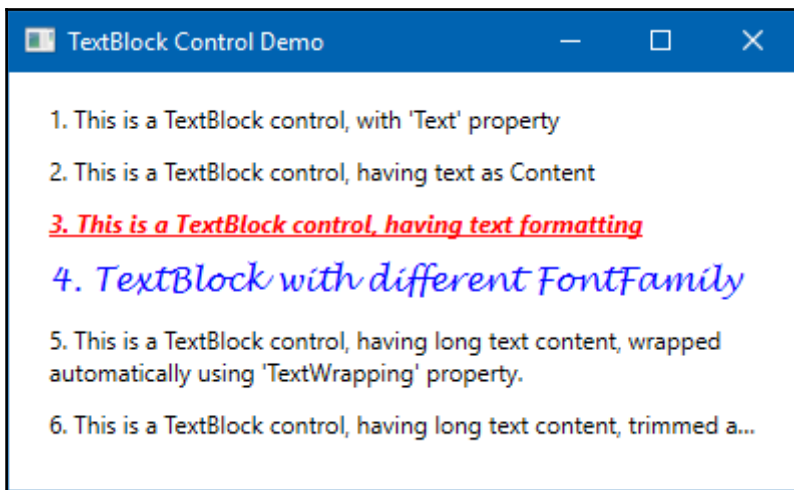 TextBlock Control Demo
1. This is a TextBlock control, with 'Text' property
2. This is a TextBlock control, having text as Content
3. This is a TextBlock control, having text formatting
4. TextBlock with different FontFamily
5. This is a TextBlock control, having long text content, wrapped
automatically using 'TextWrapping' property.
6. This is a TextBlock control, having long text content, trimmed a...